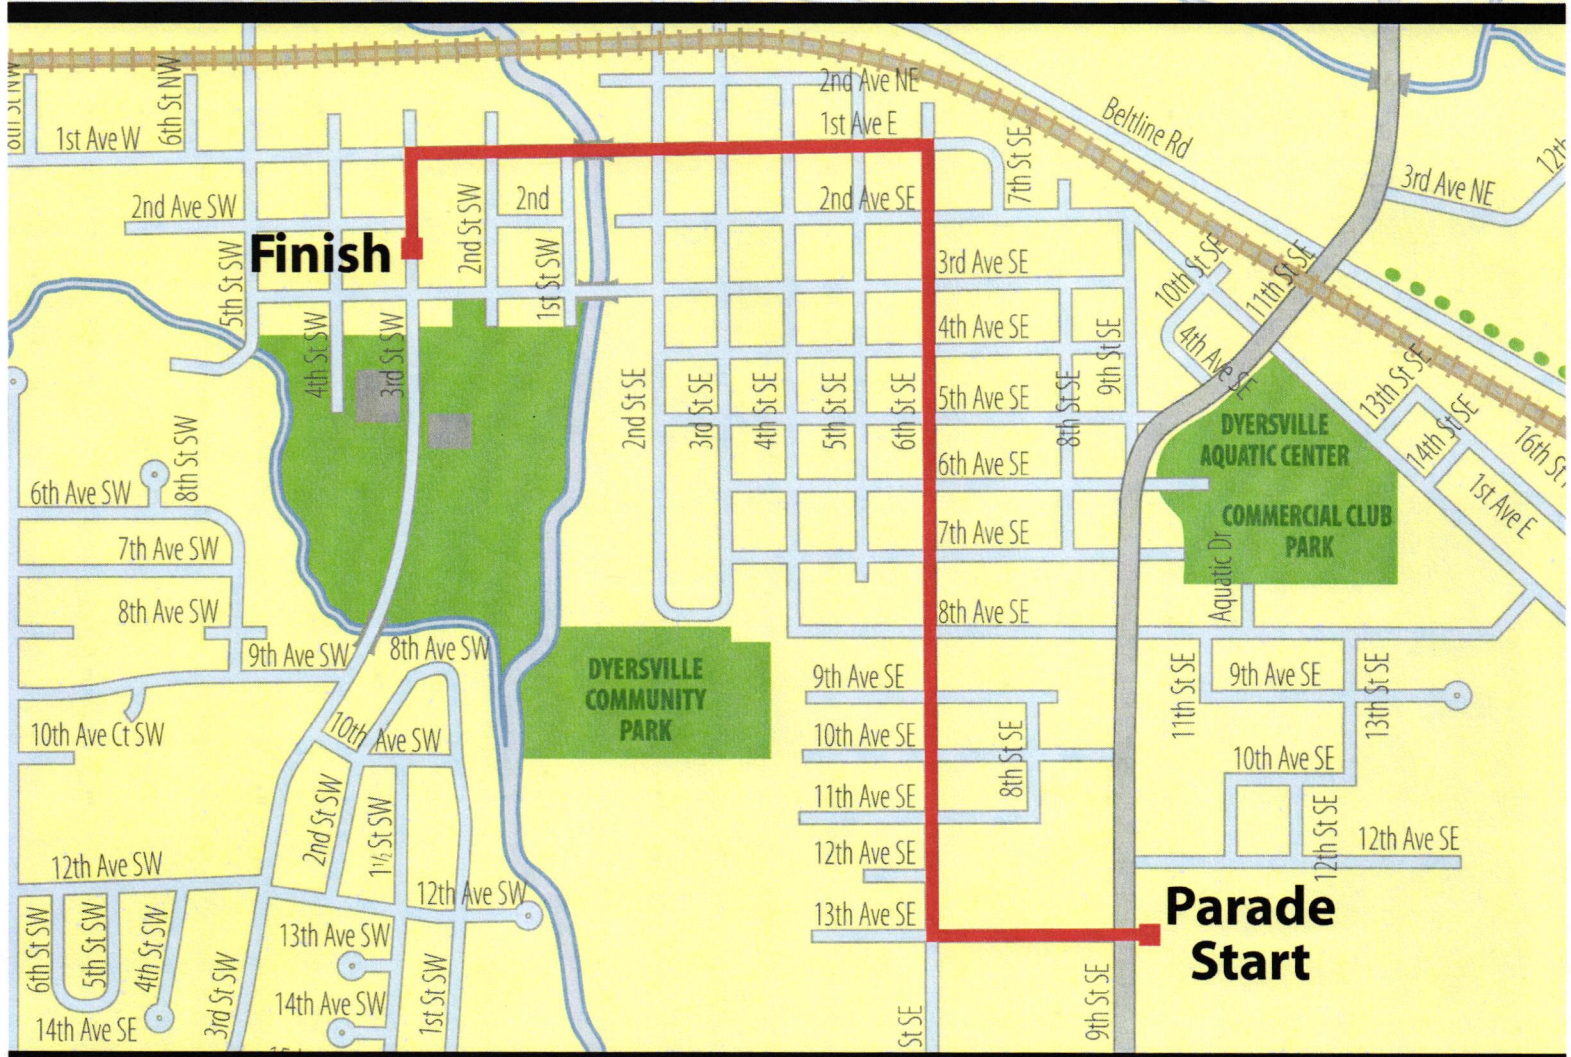 2nd Ave NE
6th St NW
1st Ave E
Beltline Rd
1st Ave W
7th St SE
12th
3rd Ave NE
2nd Ave SW
2nd St SW
2nd
2nd Ave SE
Finish
5th St SW
1st St SW
3rd Ave SE
10th St SE
11th St SE
4th St SW
3rd St SW
4th Ave SE
9th St SE
4th Ave SE
2nd St SE
3rd St SE
4th St SE
5th St SE
6th St SE
5th Ave SE
8th St SE
13th St SE
14th St SE
16th St
DYERSVILLE
AQUATIC CENTER
8th St SW
6th Ave SE
6th Ave SW
1st Ave E
COMMERCIAL CLUB
PARK
7th Ave SW
7th Ave SE
Aquatic Dr
8th Ave SW
8th Ave SE
9th Ave SW
8th Ave SW
DYERSVILLE
COMMUNITY
PARK
9th Ave SE
11th St SE
9th Ave SE
13th St SE
10th Ave Ct SW
10th Ave SW
10th Ave SE
8th St SE
10th Ave SE
2nd St SW
1½ St SW
11th Ave SE
12th St SE
12th Ave SE
12th Ave SW
12th Ave SE
12th Ave SW
Parade
Start
6th St SW
5th St SW
4th St SW
3rd St SW
13th Ave SW
13th Ave SE
1st St SW
14th Ave SW
14th Ave SE
St SE
9th St SE